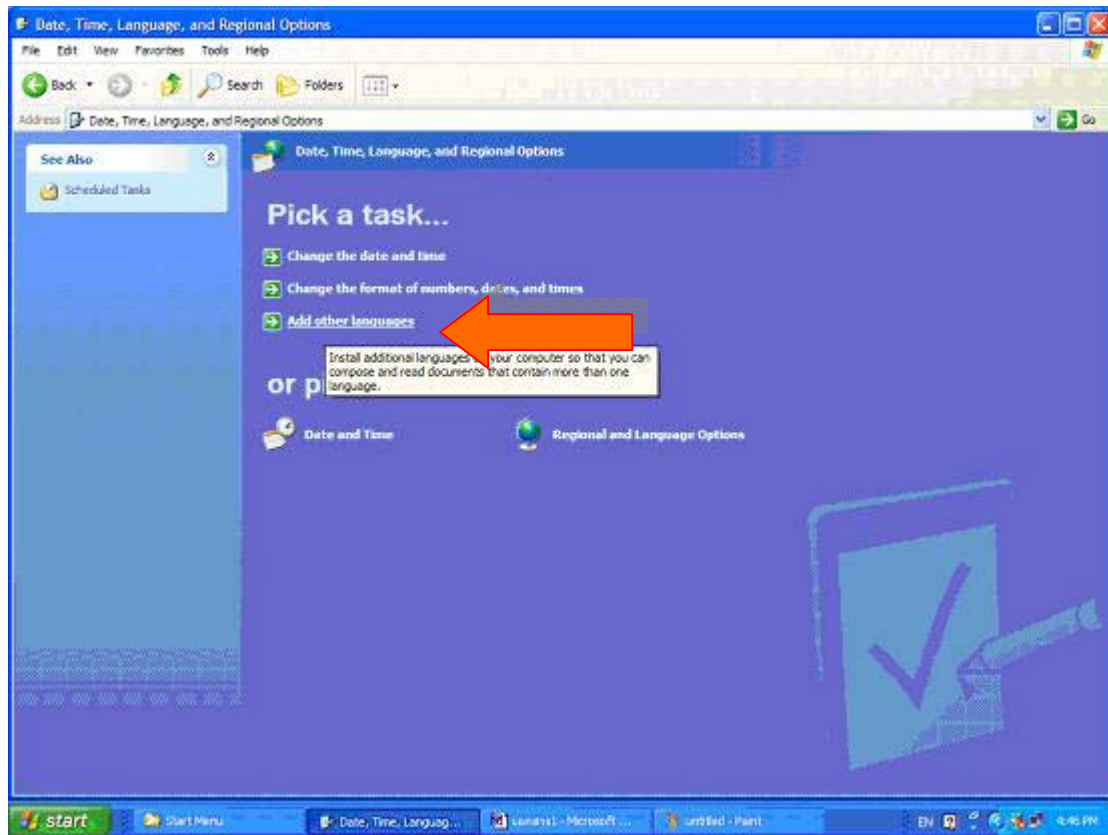 Date, Time, Language, and Regional Options
File Edit View Favorites Tools Help
Back Search Folders
Address Date, Time, Language, and Regional Options Go
See Also
Scheduled Tasks
Date, Time, Language, and Regional Options
Pick a task...
Change the date and time
Change the format of numbers, dates, and times
Add other languages
Install additional languages your computer so that you can
compose and read documents that contain more than one
language.
or p
Date and Time Regional and Language Options
start Start Menu Date, Time, Languag... - Microsoft ... untitled - Paint EN 4:46 PM